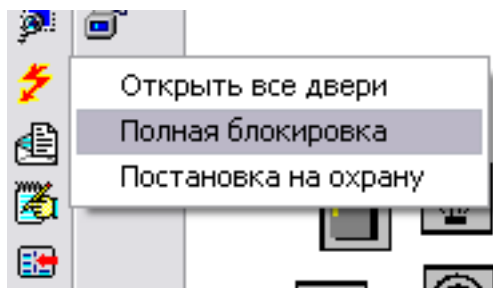 Открыть все двери
Полная блокировка
Постановка на охрану